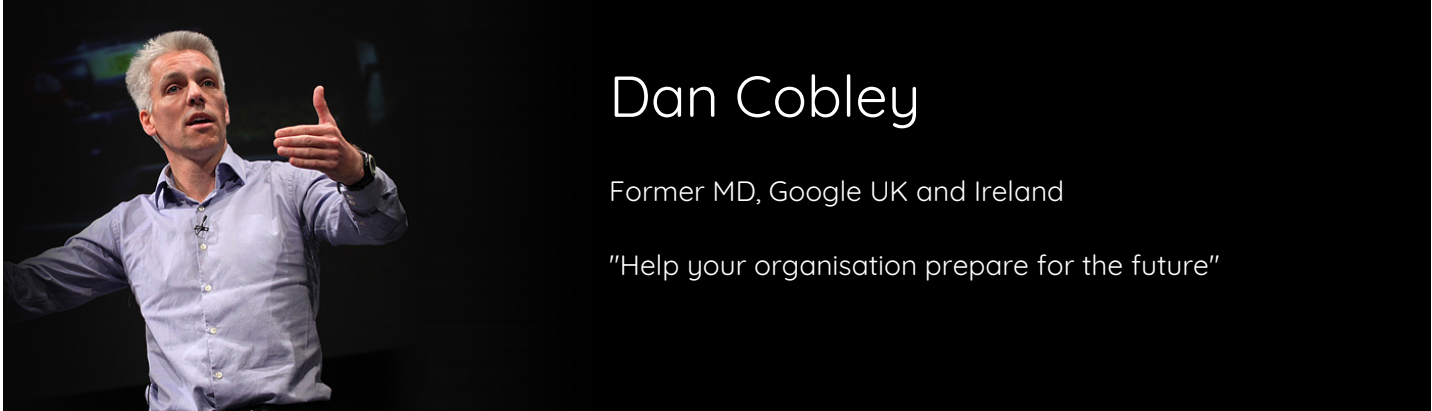 Dan Cobley
Former MD, Google UK and Ireland
"Help your organisation prepare for the future"